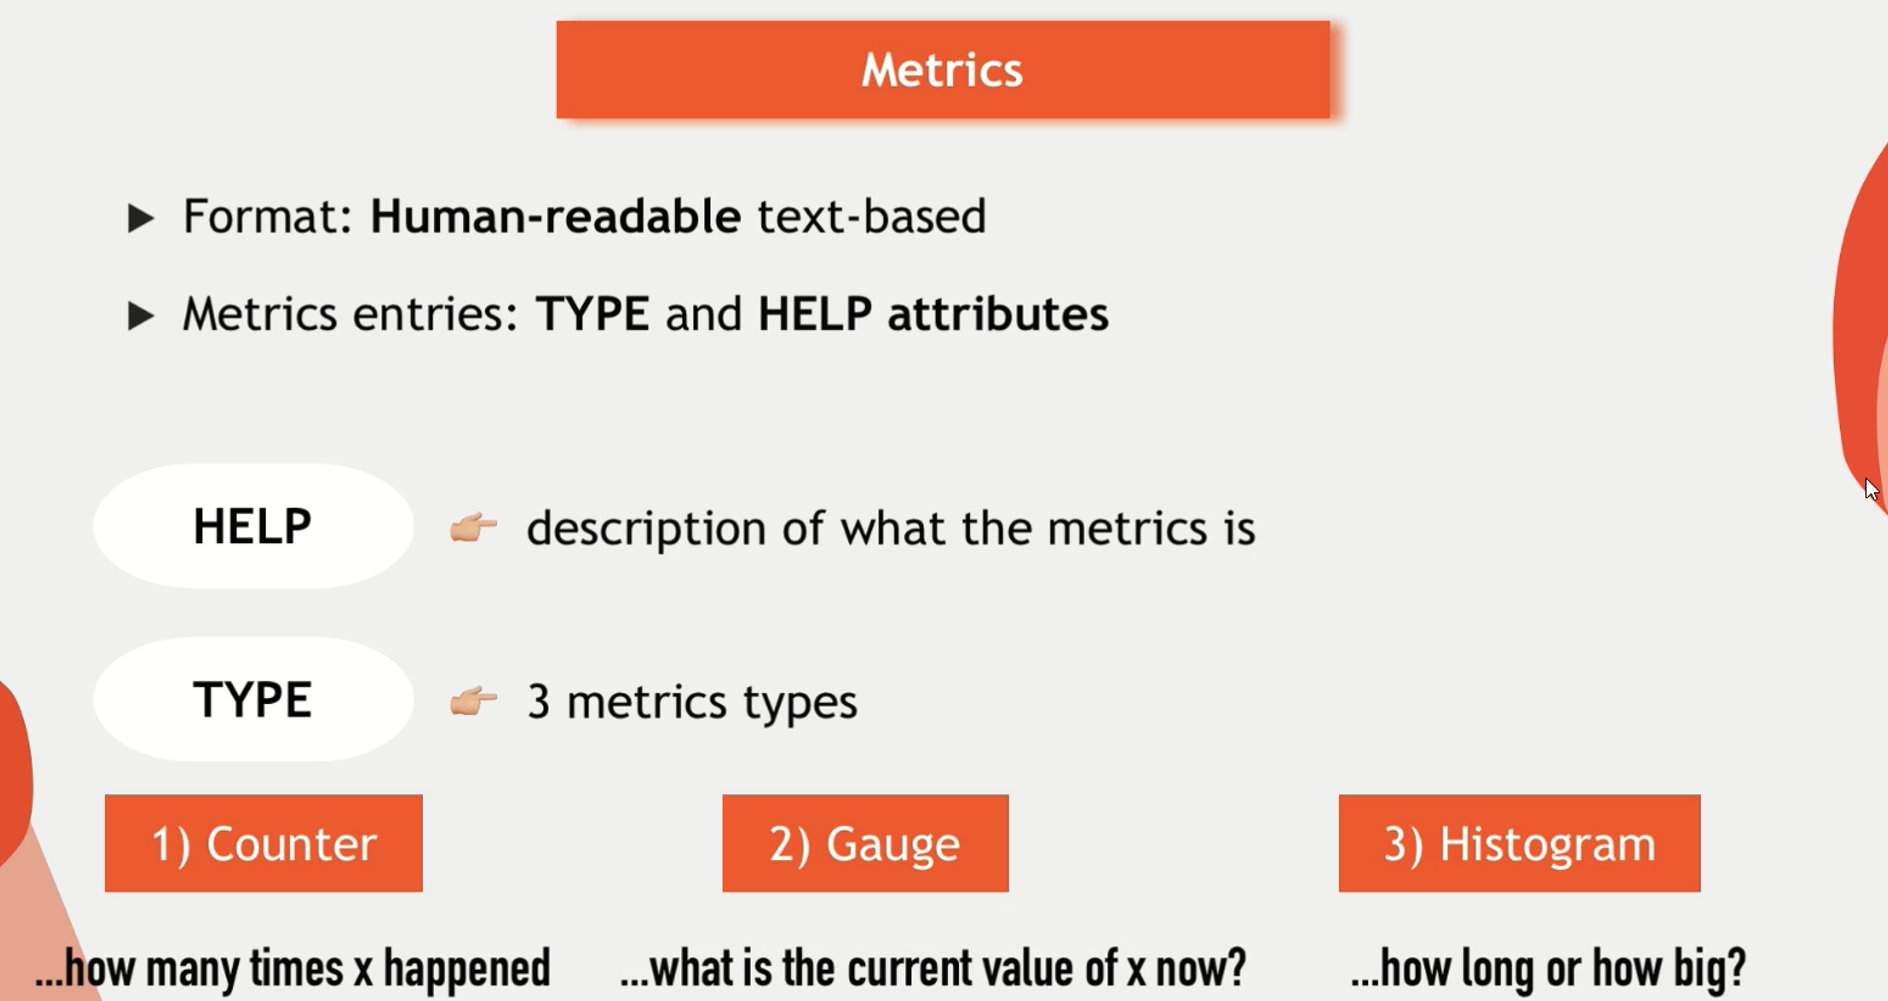 Metrics
Format: Human-readable text-based
Metrics entries: TYPE and HELP attributes
HELP
description of what the metrics is
TYPE
3 metrics types
1) Counter
2) Gauge
3) Histogram
...how many times x happened
...what is the current value of x now?
...how long or how big?